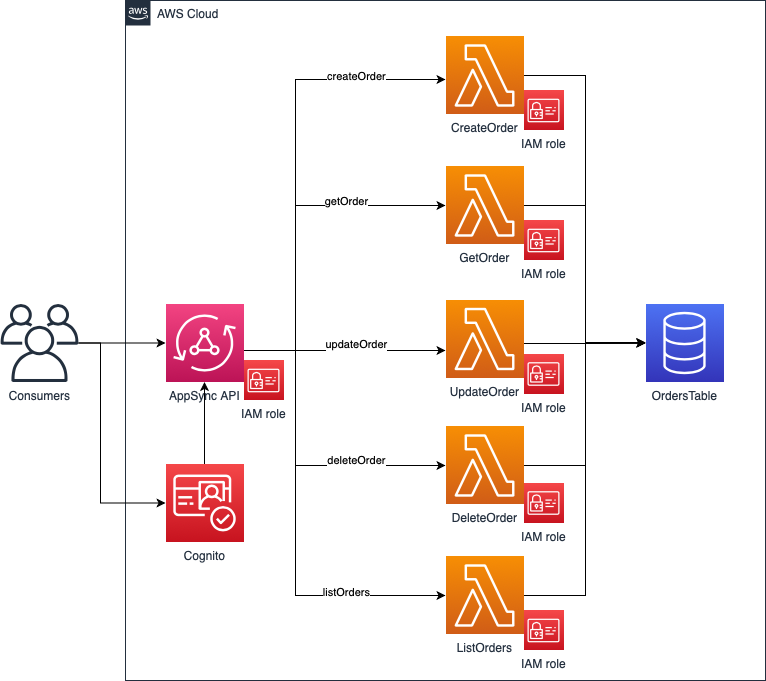 aws
AWS Cloud
createOrder
CreateOrder
IAM role
getOrder
GetOrder
IAM role
Consumers
AppSync API
IAM role
updateOrder
UpdateOrder
IAM role
OrdersTable
deleteOrder
DeleteOrder
IAM role
Cognito
listOrders
ListOrders
IAM role